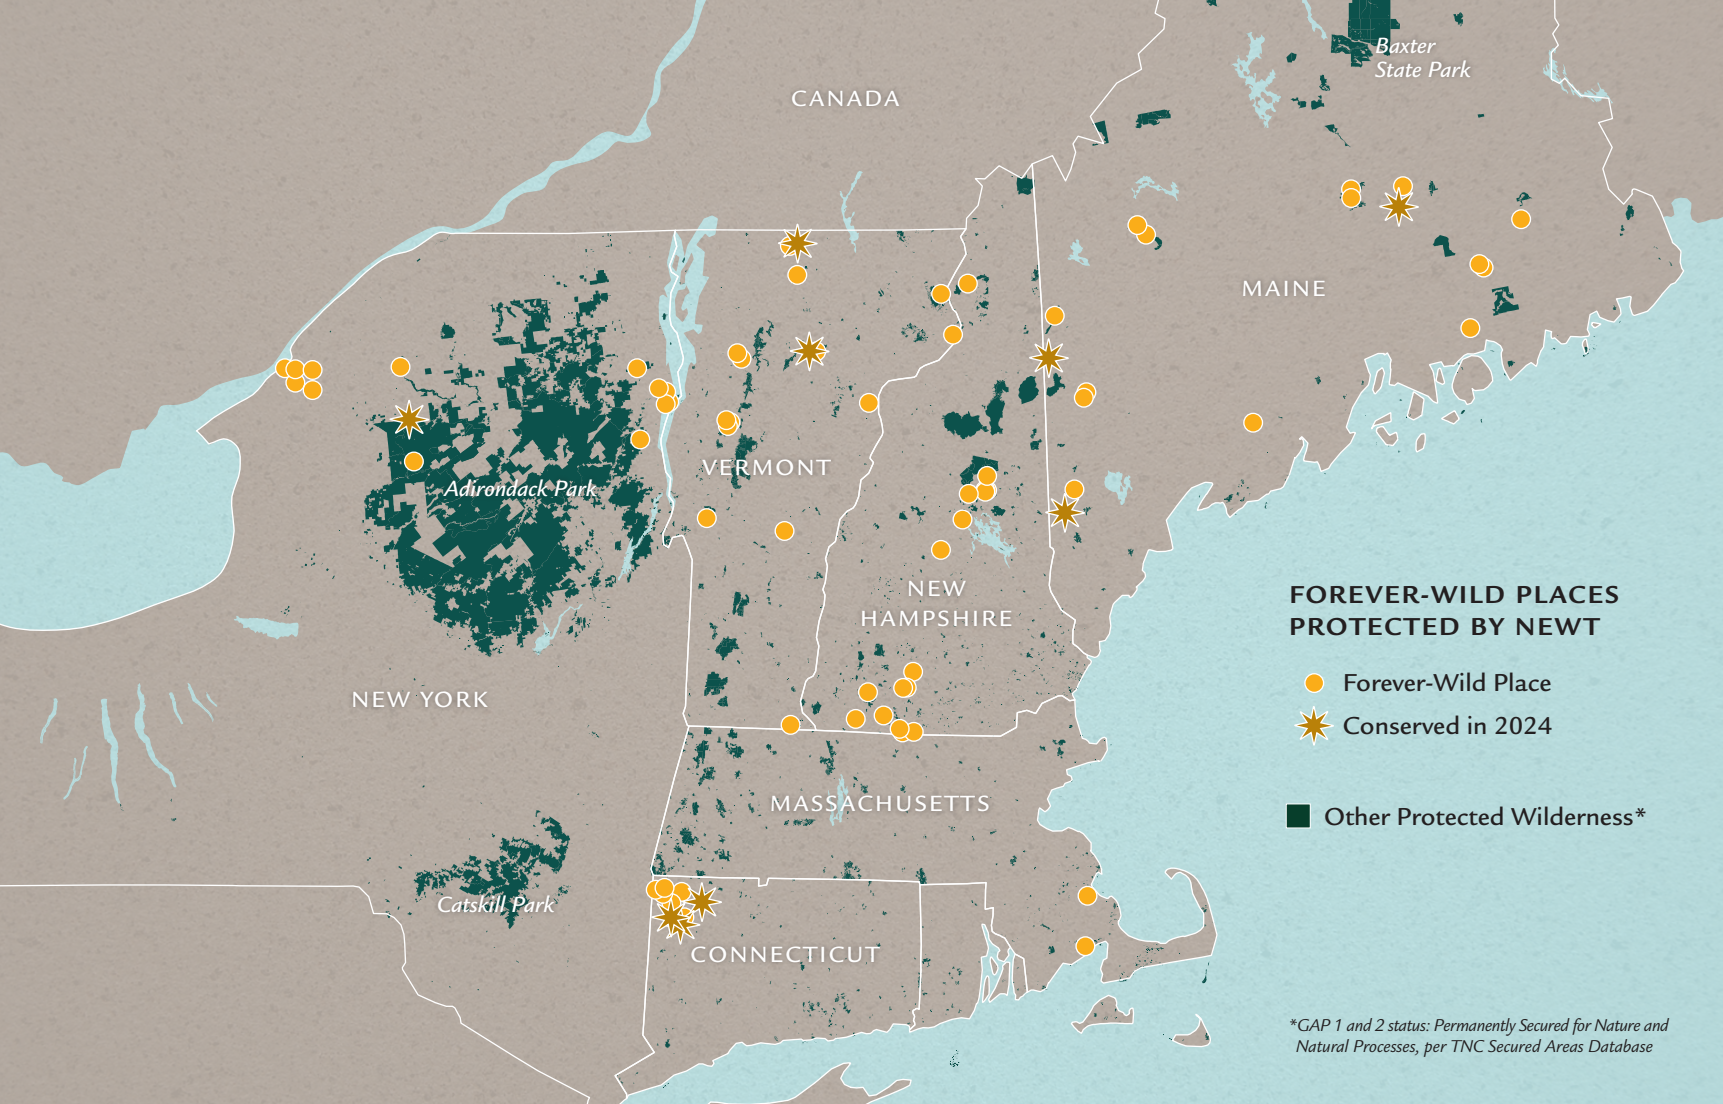 Baxter
State Park
CANADA
MAINE
VERMONT
Adirondack Park
NEW
HAMPSHIRE
FOREVER-WILD PLACES
PROTECTED BY NEWT
Forever-Wild Place
NEW YORK
Conserved in 2024
MASSACHUSETTS
Other Protected Wilderness*
Catskill Park
CONNECTICUT
*GAP 1 and 2 status: Permanently Secured for Nature and
Natural Processes, per TNC Secured Areas Database